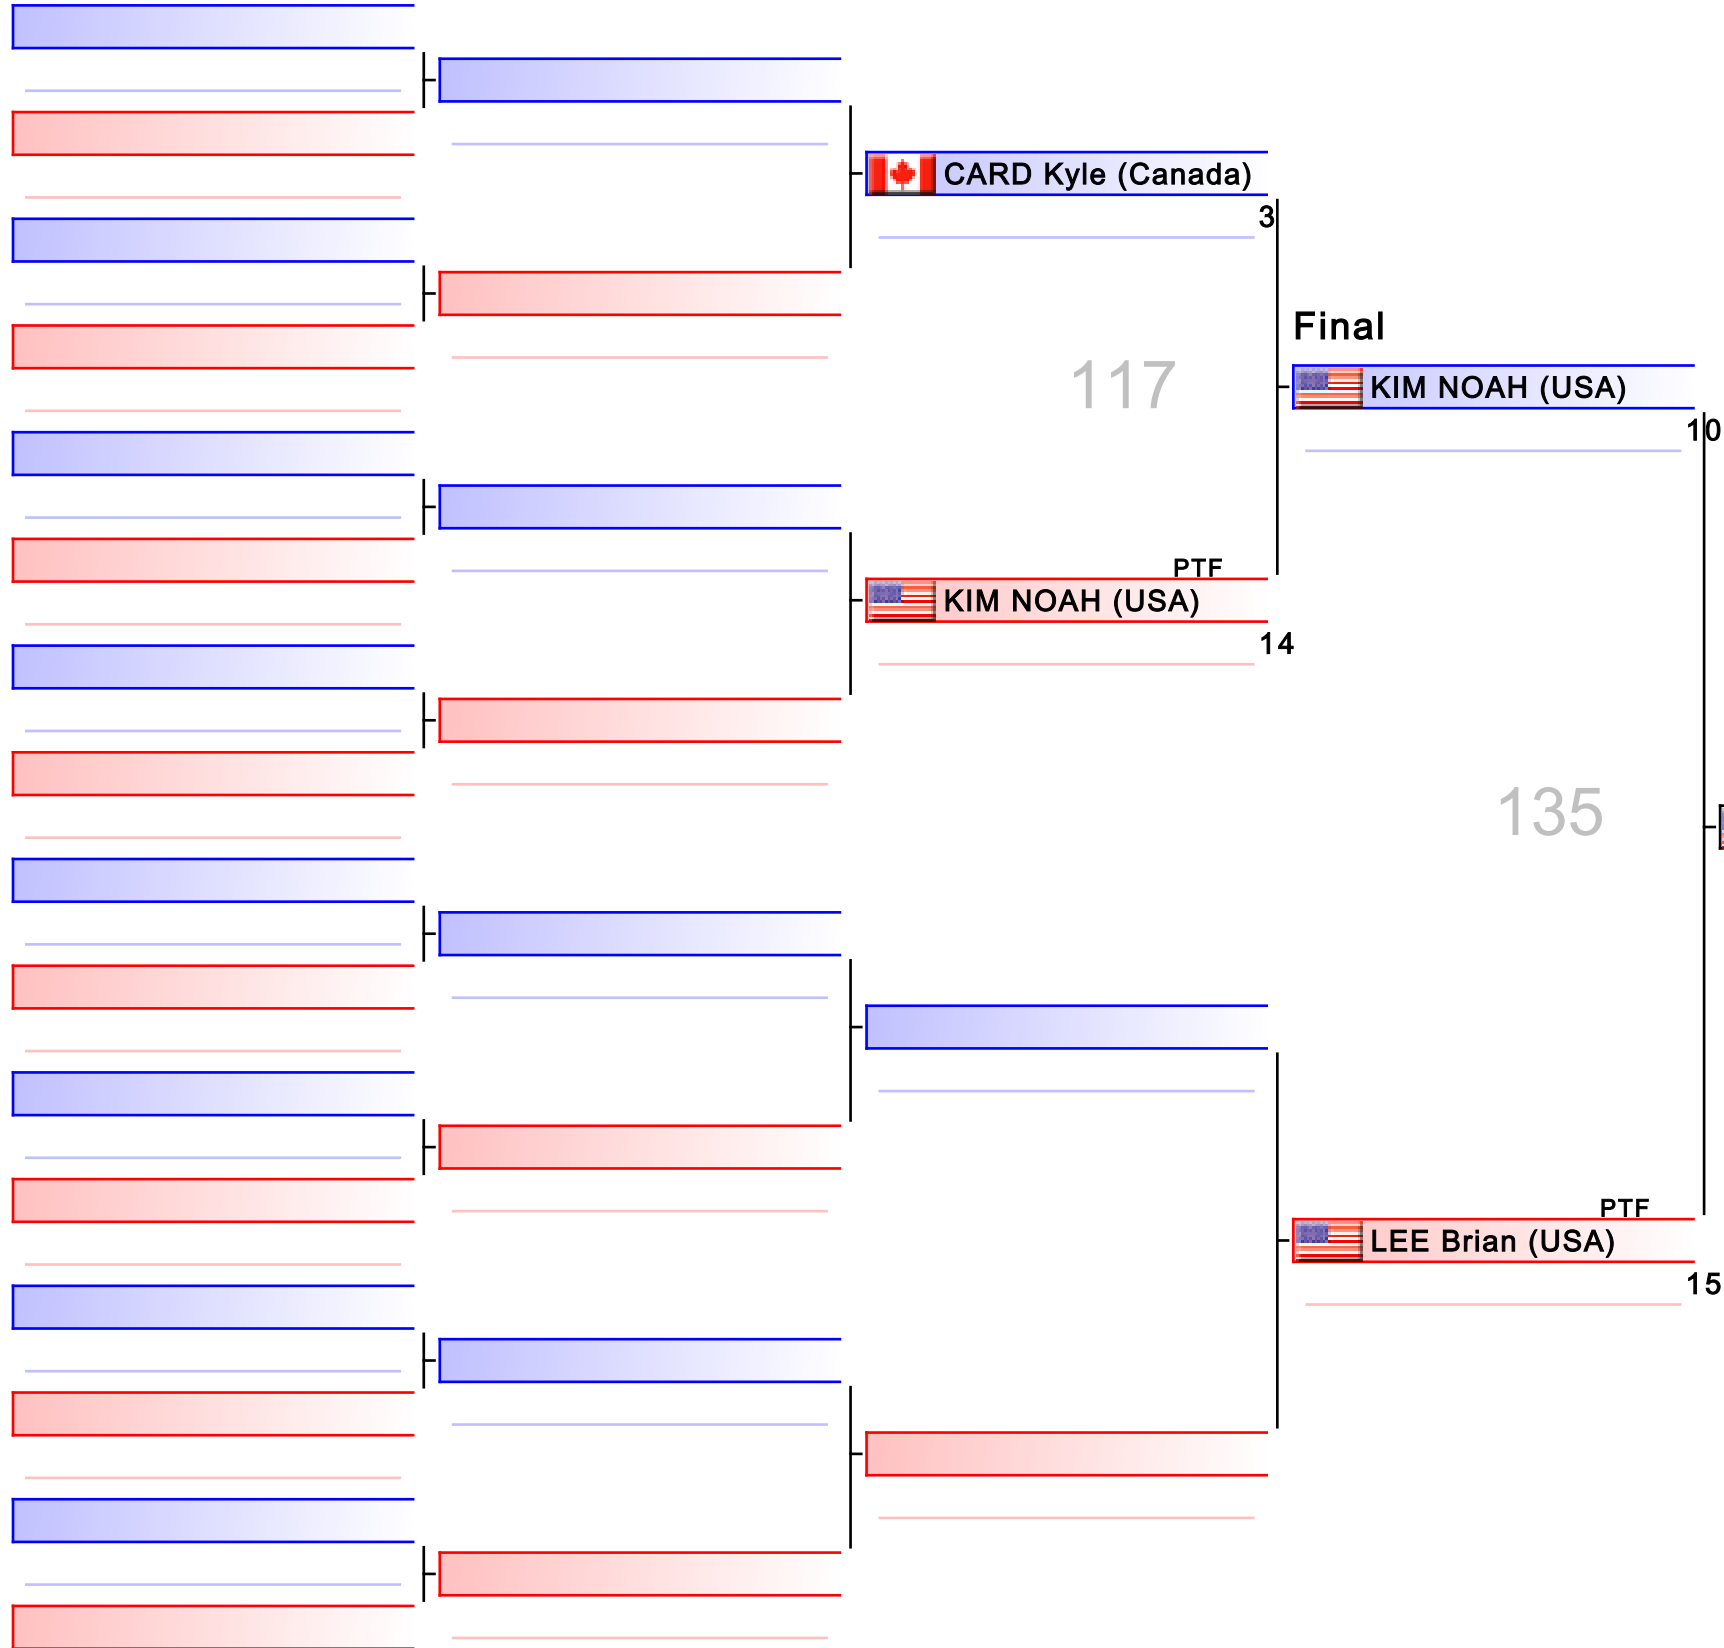 CARD Kyle (Canada)
3
Final
117
KIM NOAH (USA)
10
PTF
KIM NOAH (USA)
14
135
PTF
LEE Brian (USA)
15